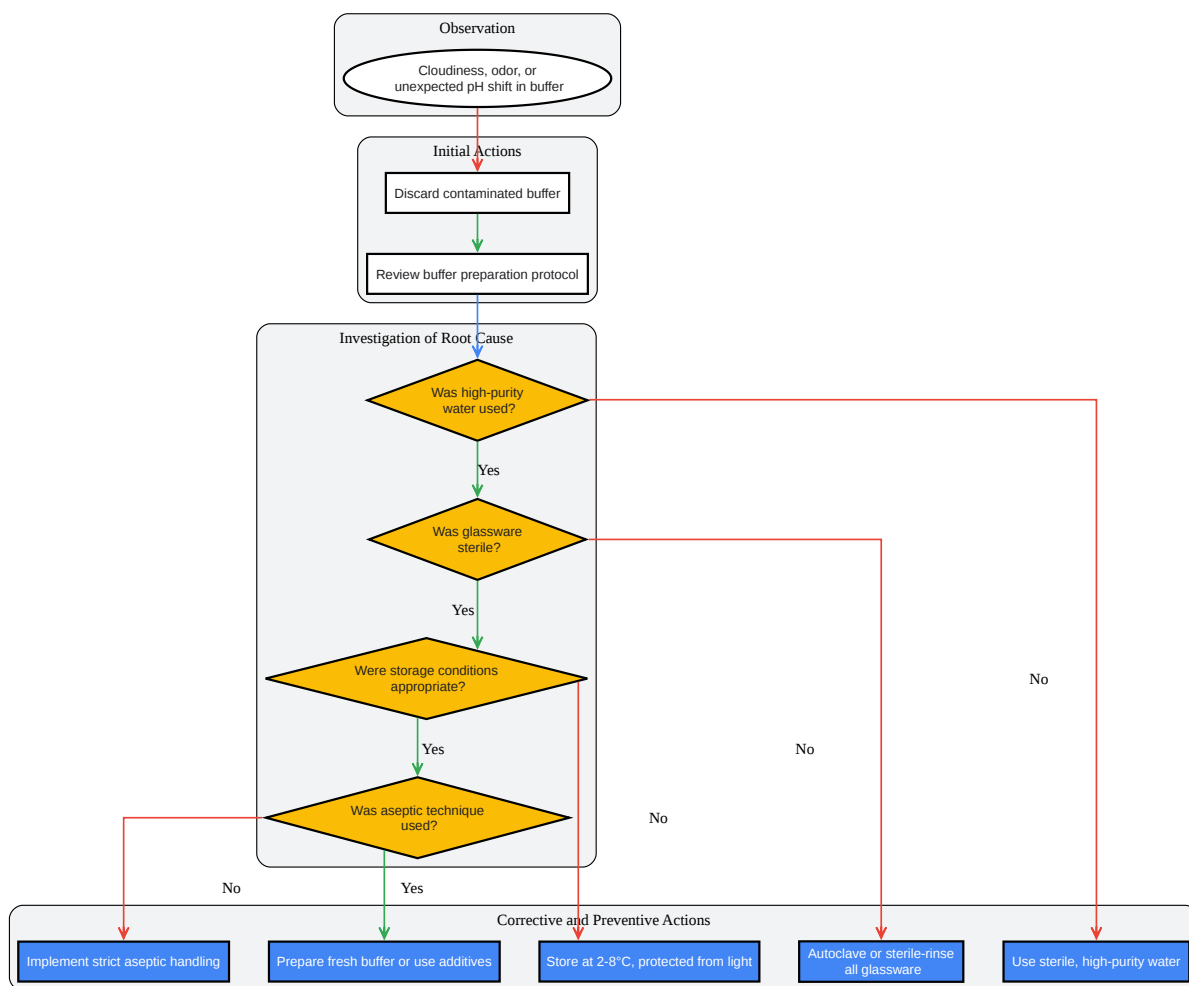 Observation
Cloudiness, odor, or
unexpected pH shift in buffer
Initial Actions
Discard contaminated buffer
Review buffer preparation protocol
Investigation of Root Cause
Was high-purity
water used?
Yes
Was glassware
sterile?
Yes
Were storage conditions
appropriate?
No
Yes
No
Was aseptic technique
used?
No
No
Yes
Corrective and Preventive Actions
Implement strict aseptic handling
Prepare fresh buffer or use additives
Store at 2-8°C, protected from light
Autoclave or sterile-rinse
all glassware
Use sterile, high-purity water